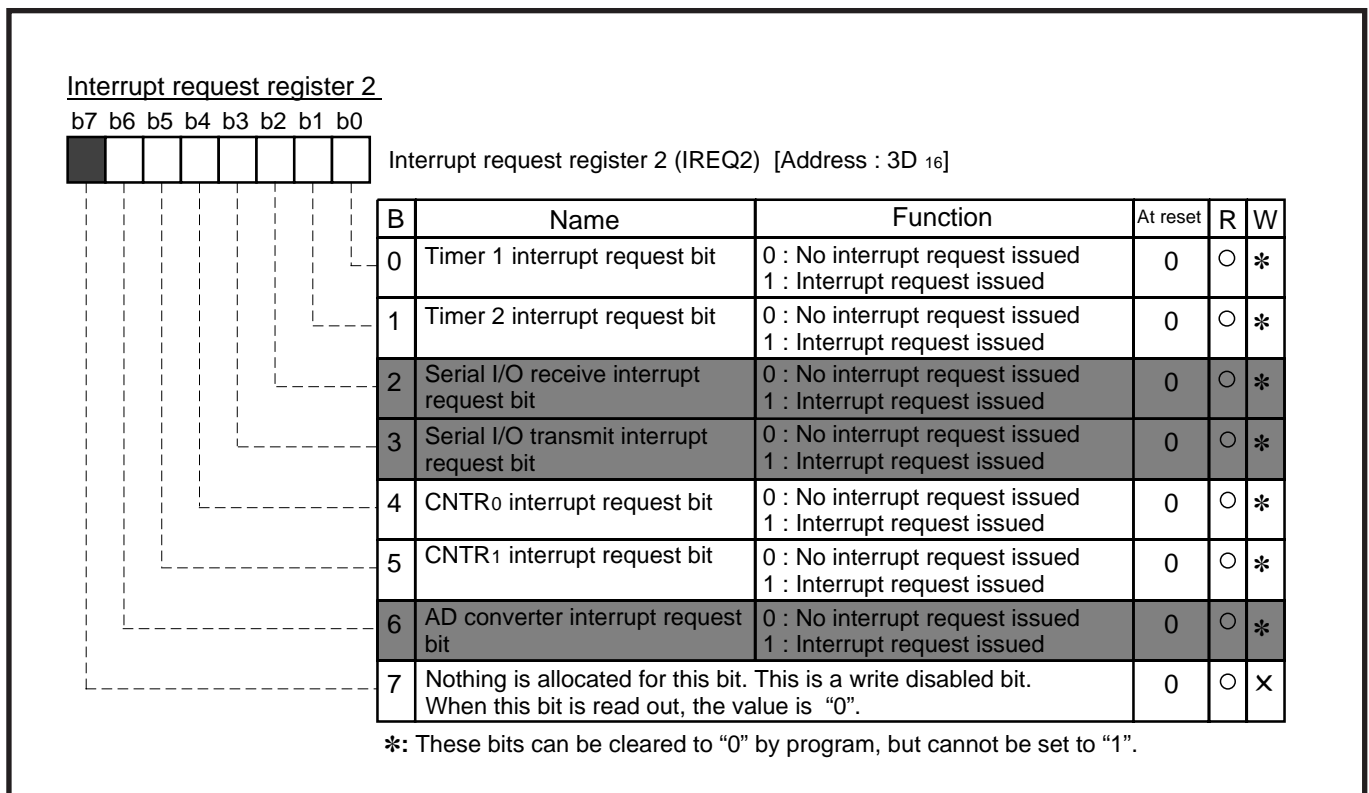 Interrupt request register 2
b7 b6 b5 b4 b3 b2 b1 b0
Interrupt request register 2 (IREQ2) [Address : 3D 16]
B Name Function At reset R W
0 Timer 1 interrupt request bit 0 : No interrupt request issued 0 ○ ✻
1 : Interrupt request issued
1 Timer 2 interrupt request bit 0 : No interrupt request issued 0 ○ ✻
1 : Interrupt request issued
2 Serial I/O receive interrupt 0 : No interrupt request issued 0 ○ ✻
request bit 1 : Interrupt request issued
3 Serial I/O transmit interrupt 0 : No interrupt request issued 0 ○ ✻
request bit 1 : Interrupt request issued
4 CNTR0 interrupt request bit 0 : No interrupt request issued 0 ○ ✻
1 : Interrupt request issued
5 CNTR1 interrupt request bit 0 : No interrupt request issued 0 ○ ✻
1 : Interrupt request issued
6 AD converter interrupt request 0 : No interrupt request issued 0 ○ ✻
bit 1 : Interrupt request issued
7 Nothing is allocated for this bit. This is a write disabled bit. 0 ○ ×
When this bit is read out, the value is “0”.
✻: These bits can be cleared to “0” by program, but cannot be set to “1”.